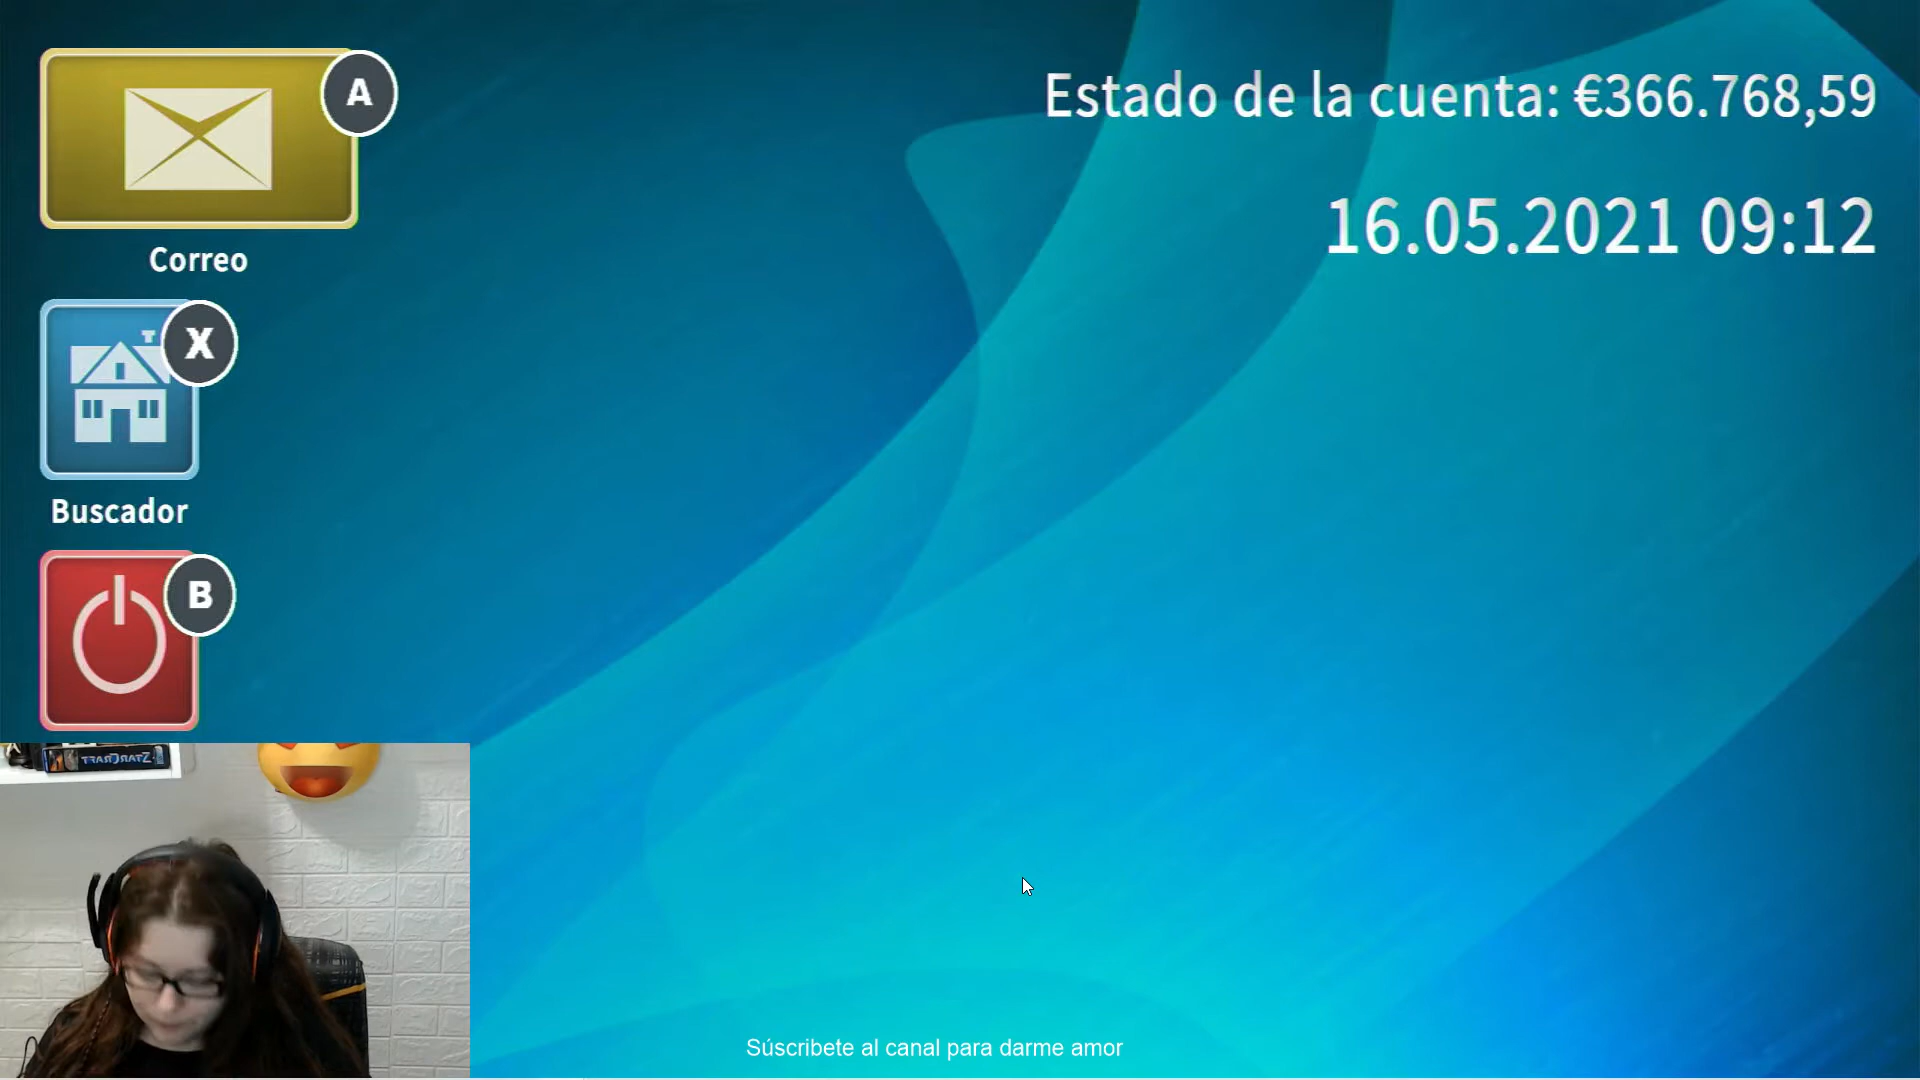 A
Estado de la cuenta: €366.768,59
16.05.2021 09:12
Correo
X
Buscador
B
Súscribete al canal para darme amor